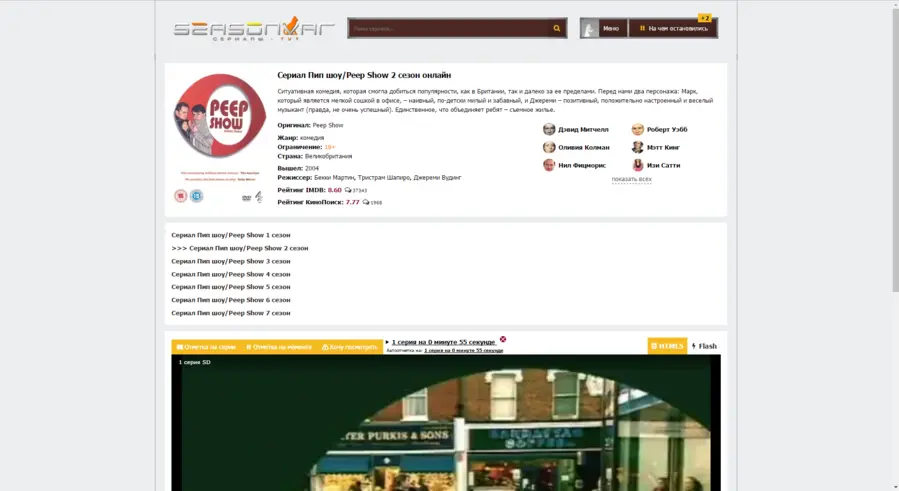 SEASONVAR
СЕРИАЛЫ - TVT
Меню
На чем остановились
+2
Сериал Пип шоу/Peep Show 2 сезон онлайн
Ситуативная комедия, которая смогла добиться популярности, как в Британии, так и далеко за ее пределами. Перед нами два персонажа: Марк,
который является мелкой сошкой в офисе, – наивный, по-детски милый и забавный, и Джереми – позитивный, положительно настроенный и веселый
музыкант (правда, не очень успешный). Единственное, что объединяет ребят – съемное жилье.
PEEP
SHOW
18
Оригинал: Peep Show
Жанр: комедия
Ограничение: 16+
Страна: Великобритания
Вышел: 2004
Режиссер: Бекки Мартин, Тристрам Шапиро, Джереми Вудинг
Рейтинг IMDB: 8.60 37343
Рейтинг КиноПоиск: 7.77 1968
Дэвид Митчелл
Роберт Уэбб
Оливия Колман
Мэтт Кинг
Нил Фицморис
Изи Сатти
показать всех
Сериал Пип шоу/Peep Show 1 сезон
>>> Сериал Пип шоу/Peep Show 2 сезон
Сериал Пип шоу/Peep Show 3 сезон
Сериал Пип шоу/Peep Show 4 сезон
Сериал Пип шоу/Peep Show 5 сезон
Сериал Пип шоу/Peep Show 6 сезон
Сериал Пип шоу/Peep Show 7 сезон
Отметка на серии
Отметка на моменте
Хочу посмотреть
1 серия на 0 минуте 55 секунде
Автоотметка на: 1 серия на 0 минуте 55 секунде
HTML5
Flash
1 серия SD
TER PURKIS & SONS